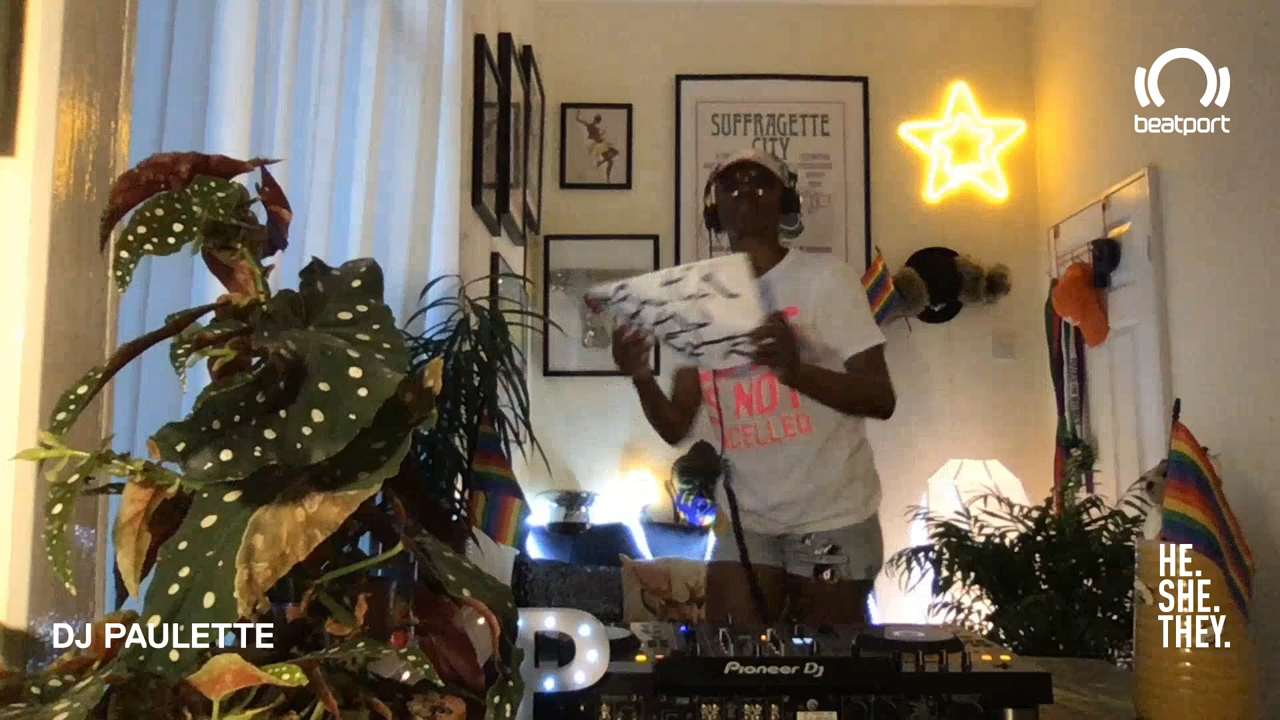 SUFFRAGETTE
CITY
beatport
NOT
CELLED
HE.
SHE.
THEY.
DJ PAULETTE
P
Pioneer Dj